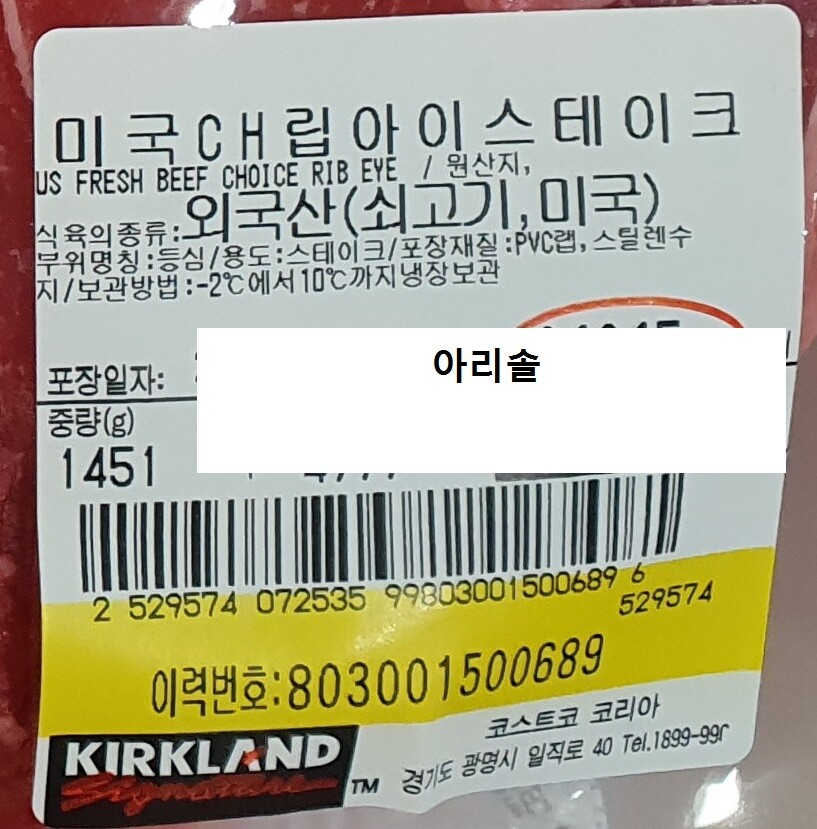 미국CH립아이스테이크
US FRESH BEEF CHOICE RIB EYE / 원산지,
식육의종류:외국산(쇠고기,미국)
부위명칭:등심/용도:스테이크/포장재질:PVC랩,스틸렌수
지/보관방법:-2℃에서10℃까지냉장보관
아리솔
포장일자:
중량(g)
1451
2 529574 072535 99803001500689 6
529574
이력번호:803001500689
코스트코 코리아
KIRKLAND
Signature TM
경기도 광명시 일직로 40 Tel.1899-99